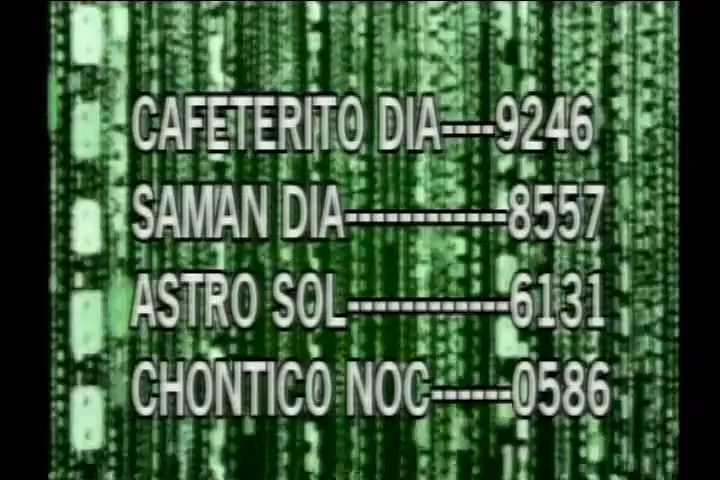 CAFETERITO DIA----9246
SAMAN DIA------------8557
ASTRO SOL------------6131
CHONTICO NOC------0586